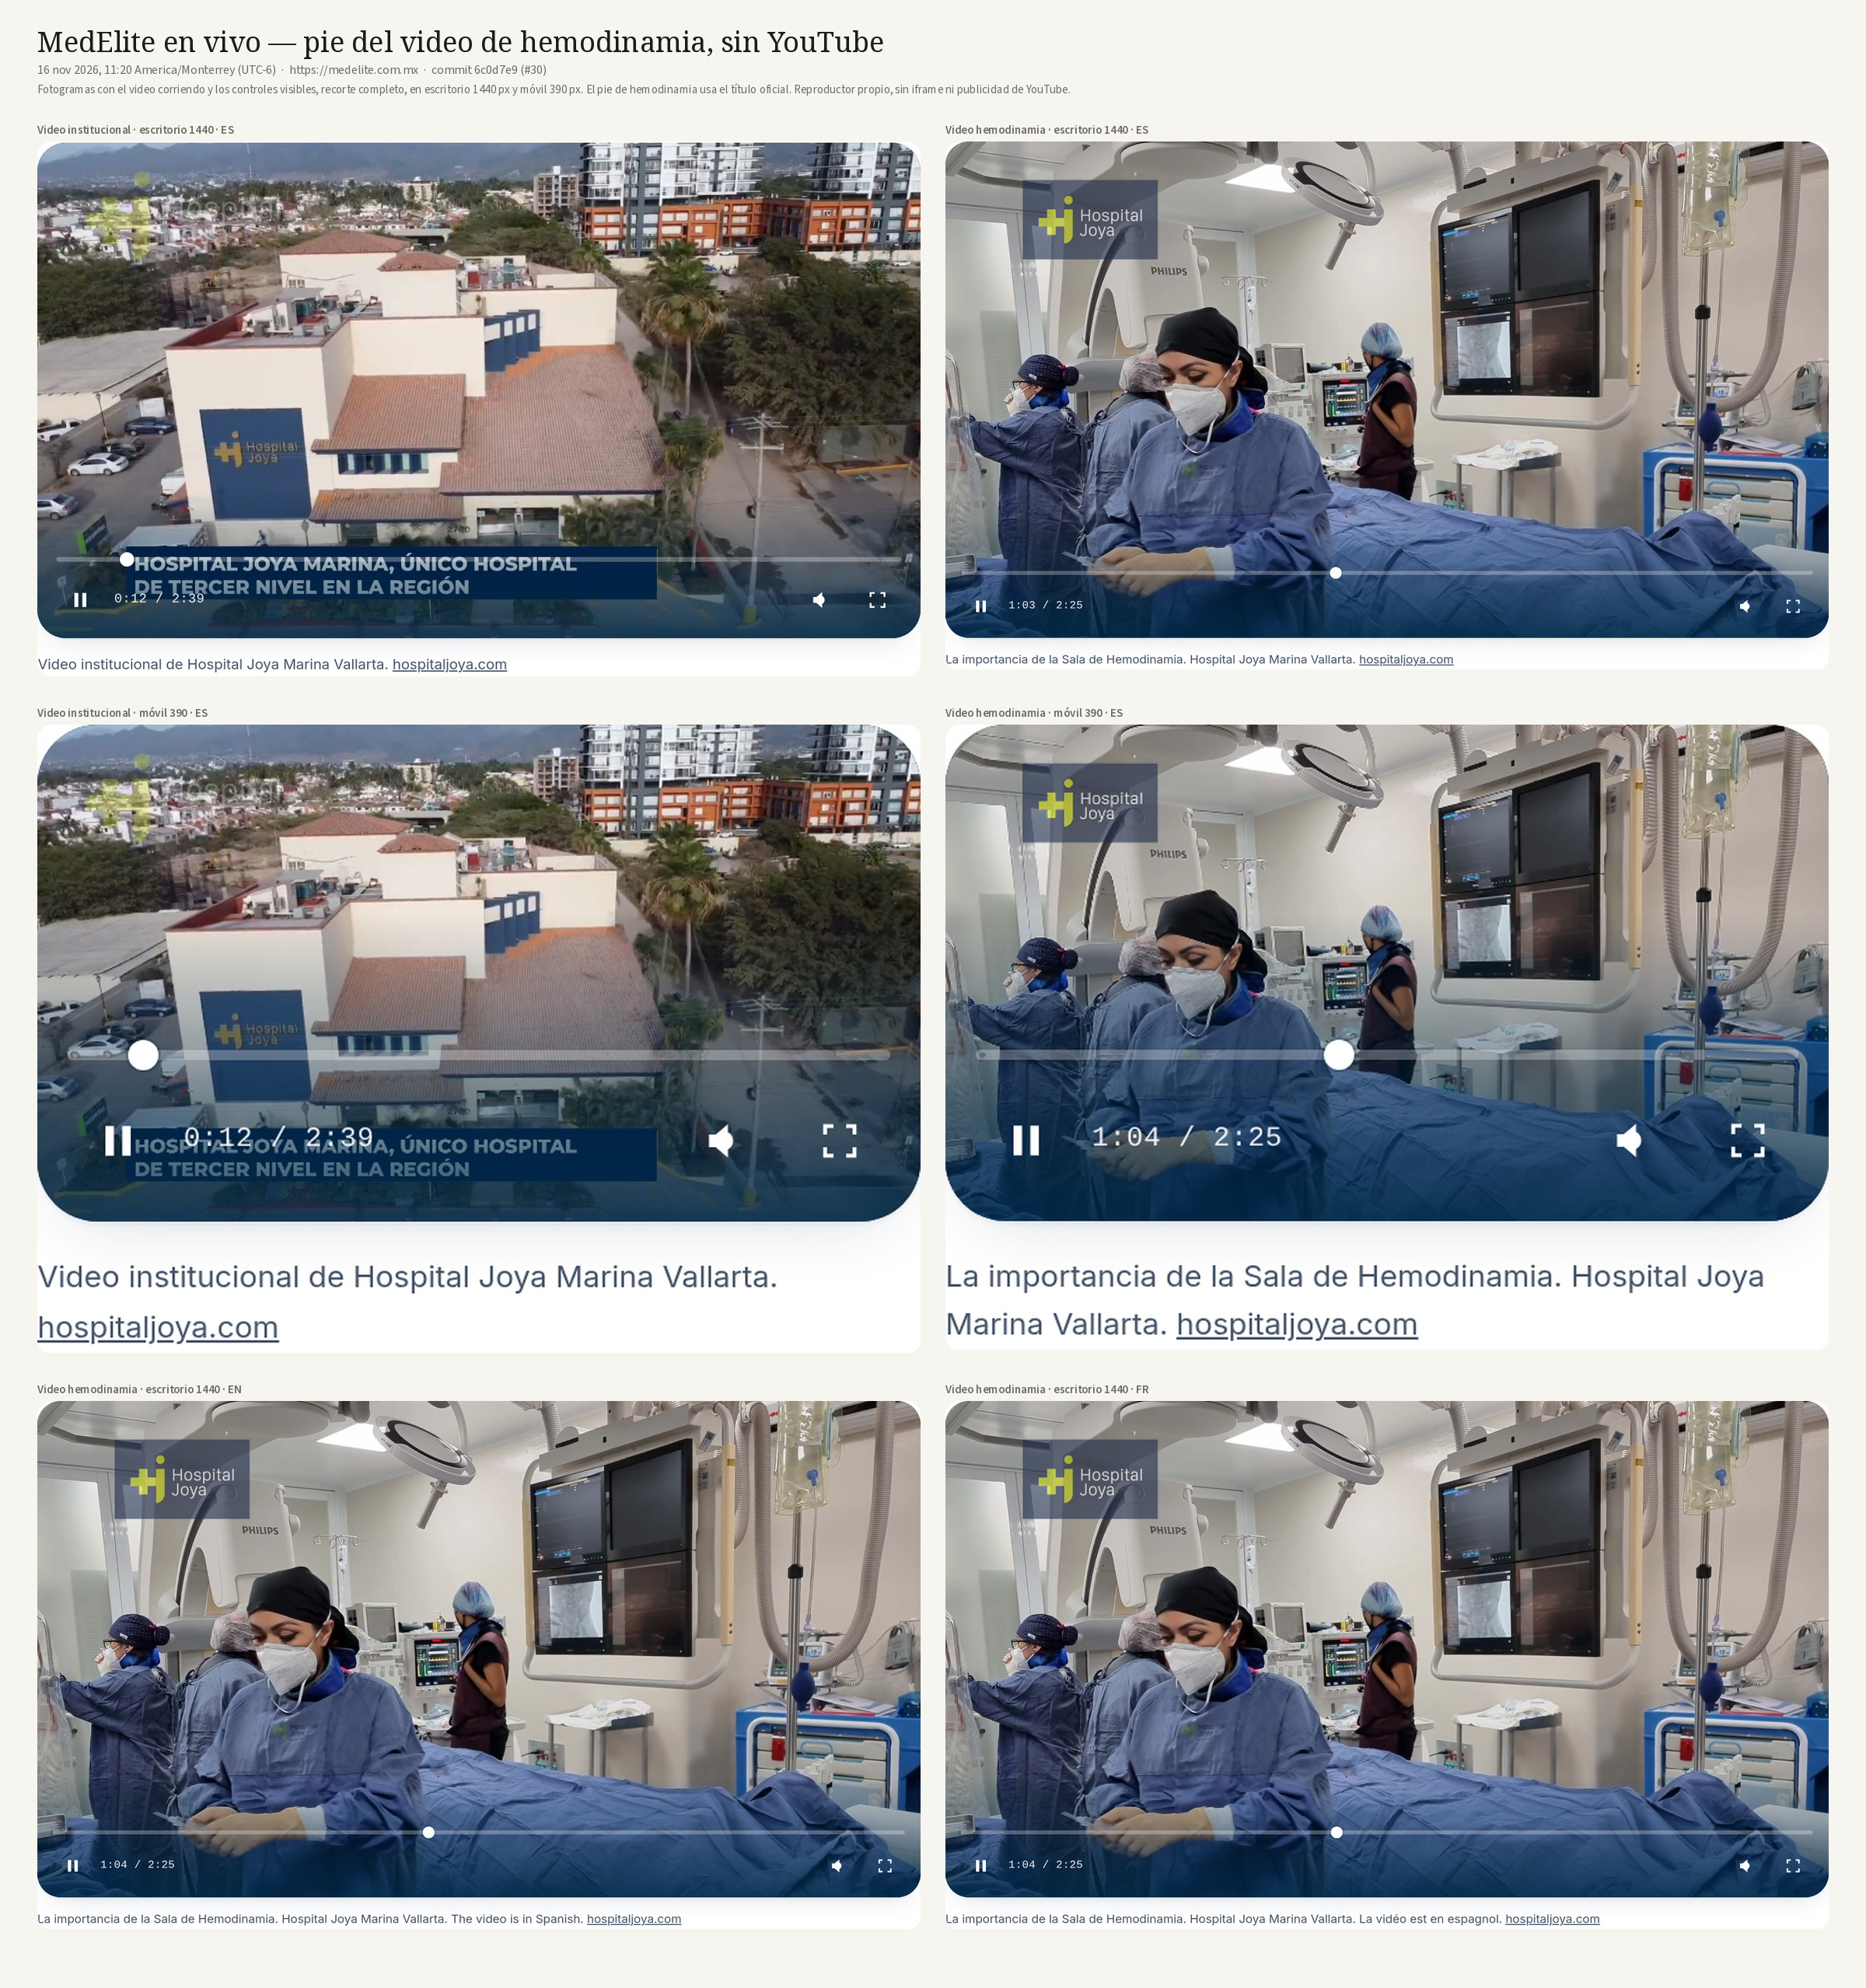 MedElite en vivo — pie del video de hemodinamia, sin YouTube
16 nov 2026, 11:20 America/Monterrey (UTC-6) · https://medelite.com.mx · commit 6c0d7e9 (#30)
Fotogramas con el video corriendo y los controles visibles, recorte completo, en escritorio 1440 px y móvil 390 px. El pie de hemodinamia usa el título oficial. Reproductor propio, sin iframe ni publicidad de YouTube.
Video institucional · escritorio 1440 · ES
Hospital
Hospital
Joya
2700
HOSPITAL JOYA MARINA, ÚNICO HOSPITAL
DE TERCER NIVEL EN LA REGIÓN
0:12 / 2:39
Video institucional de Hospital Joya Marina Vallarta. hospitaljoya.com
Video hemodinamia · escritorio 1440 · ES
Hospital
Joya
PHILIPS
1:03 / 2:25
La importancia de la Sala de Hemodinamia. Hospital Joya Marina Vallarta. hospitaljoya.com
Video institucional · móvil 390 · ES
Hospital
Hospital
Joya
2700
0:12 / 2:39
HOSPITAL JOYA MARINA, ÚNICO HOSPITAL
DE TERCER NIVEL EN LA REGIÓN
Video institucional de Hospital Joya Marina Vallarta.
hospitaljoya.com
Video hemodinamia · móvil 390 · ES
Hospital
Joya
PHILIPS
1:04 / 2:25
La importancia de la Sala de Hemodinamia. Hospital Joya
Marina Vallarta. hospitaljoya.com
Video hemodinamia · escritorio 1440 · EN
Hospital
Joya
PHILIPS
1:04 / 2:25
La importancia de la Sala de Hemodinamia. Hospital Joya Marina Vallarta. The video is in Spanish. hospitaljoya.com
Video hemodinamia · escritorio 1440 · FR
Hospital
Joya
PHILIPS
1:04 / 2:25
La importancia de la Sala de Hemodinamia. Hospital Joya Marina Vallarta. La vidéo est en espagnol. hospitaljoya.com